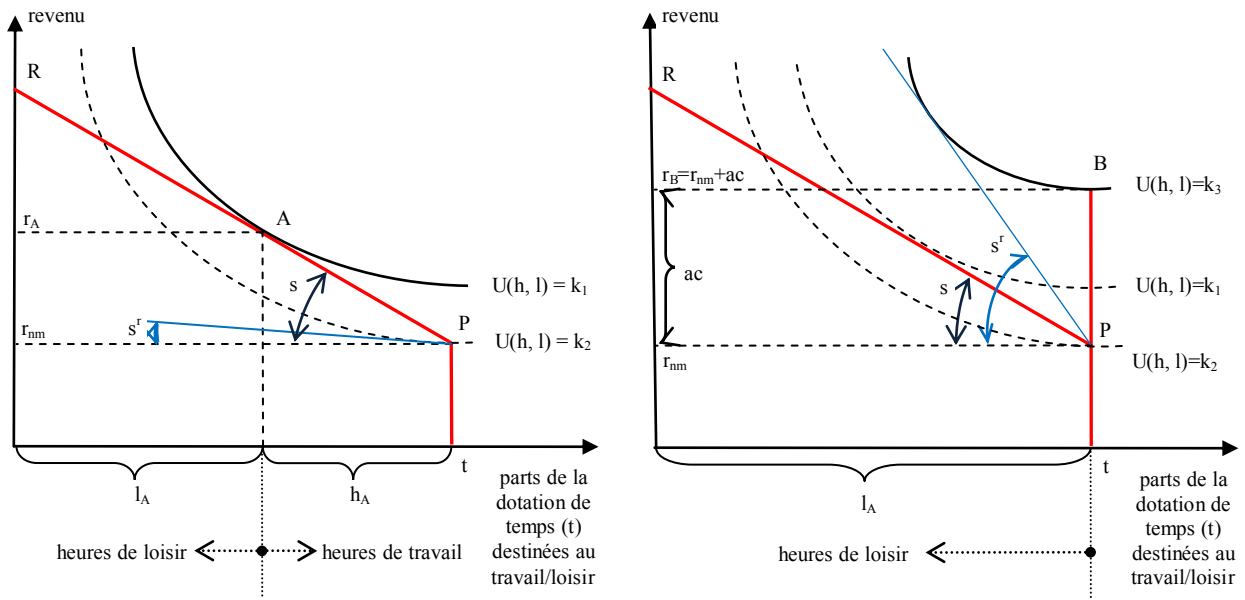 revenu
R
r_A
A
s
U(h, l) = k₁
P
r_nm
s^r
U(h, l) = k₂
t
l_A
h_A
parts de la
dotation de
temps (t)
destinées au
travail/loisir
heures de loisir
heures de travail
revenu
R
r_B=r_nm+ac
B
U(h, l)=k₃
ac
s
s^r
U(h, l)=k₁
P
r_nm
U(h, l)=k₂
t
l_A
parts de la
dotation de
temps (t)
destinées au
travail/loisir
heures de loisir